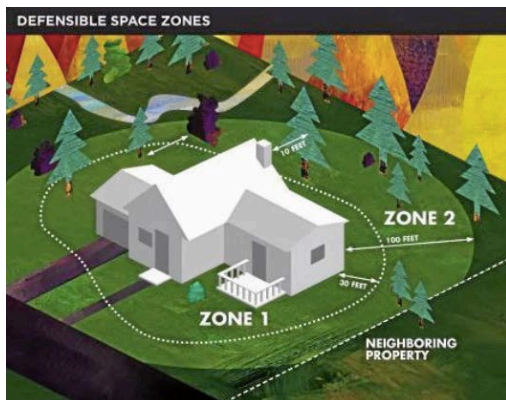 DEFENSIBLE SPACE ZONES
10 FEET
ZONE 2
100 FEET
30 FEET
ZONE 1
NEIGHBORING
PROPERTY